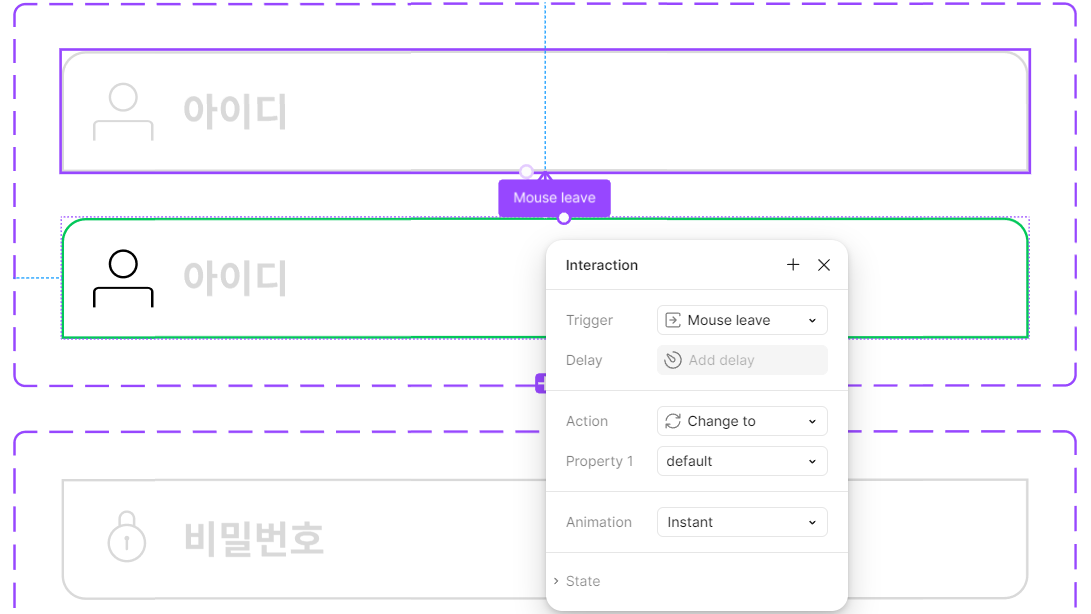 아이디
Mouse leave
아이디
Interaction
Trigger
Mouse leave
Delay
Add delay
Action
Change to
Property 1
default
Animation
Instant
State
비밀번호